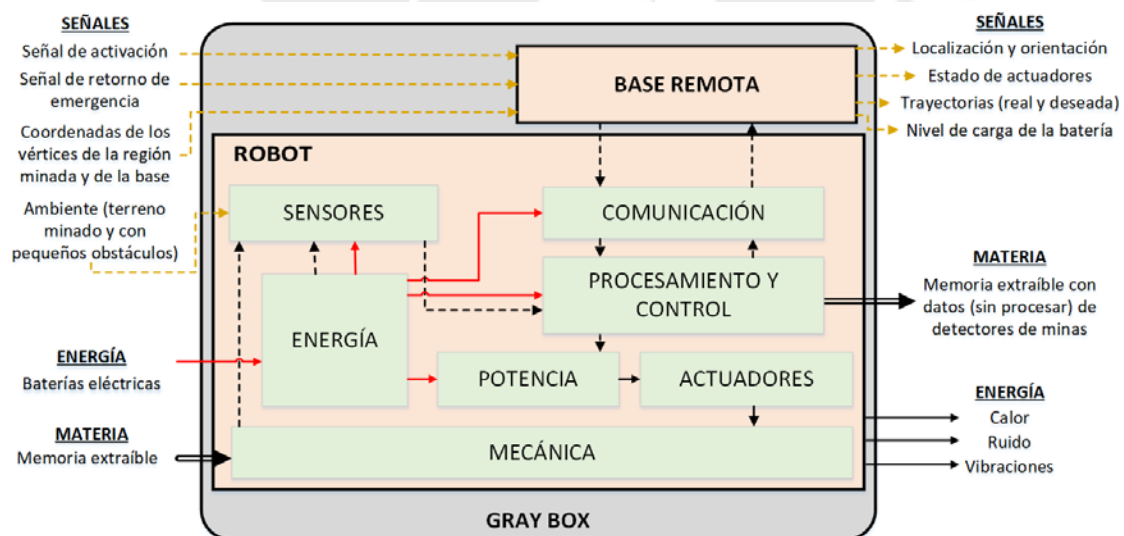 SEÑALES
Señal de activación
Señal de retorno de
emergencia
Coordenadas de los
vértices de la región
minada y de la base
Ambiente (terreno
minado y con
pequeños obstáculos)
ENERGÍA
Baterías eléctricas
MATERIA
Memoria extraíble
BASE REMOTA
ROBOT
SENSORES
COMUNICACIÓN
PROCESAMIENTO Y
CONTROL
ENERGÍA
POTENCIA
ACTUADORES
MECÁNICA
GRAY BOX
SEÑALES
Localización y orientación
Estado de actuadores
Trayectorias (real y deseada)
Nivel de carga de la batería
MATERIA
Memoria extraíble con
datos (sin procesar) de
detectores de minas
ENERGÍA
Calor
Ruido
Vibraciones